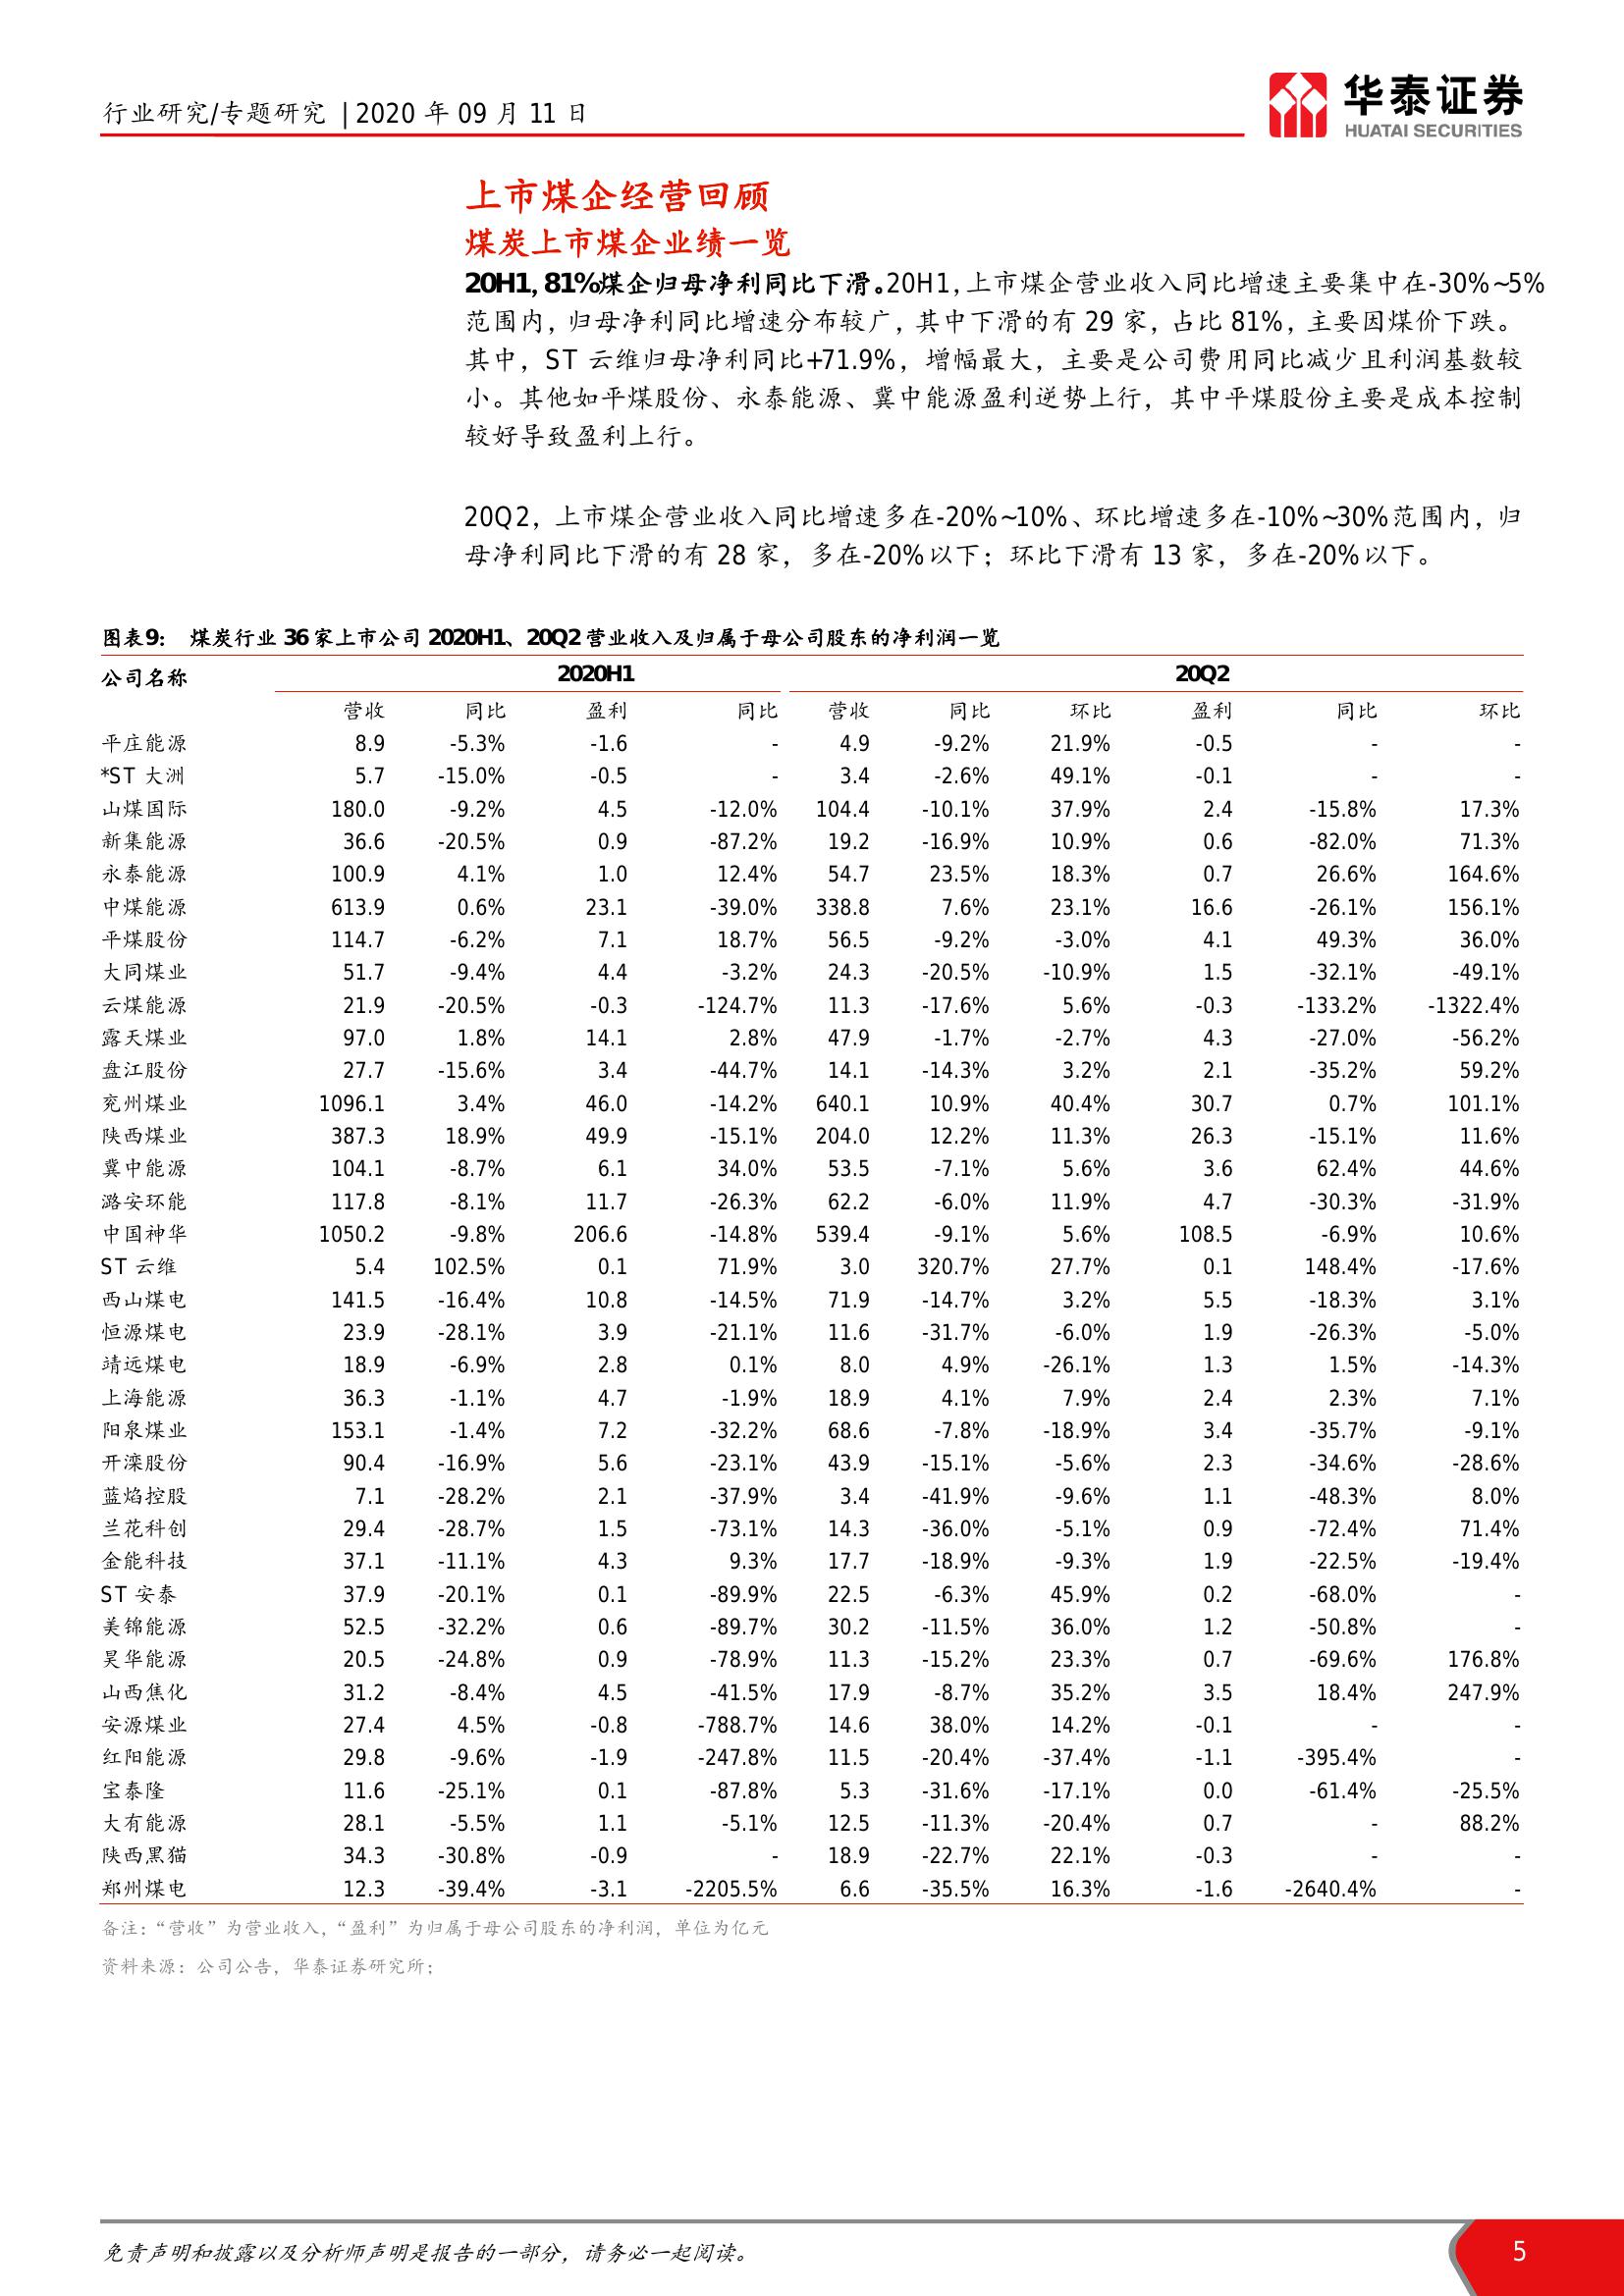 行业研究/专题研究 | 2020 年 09 月 11 日
华泰证券
HUATAI SECURITIES
上市煤企经营回顾
煤炭上市煤企业绩一览
20H1，81%煤企归母净利同比下滑。20H1，上市煤企营业收入同比增速主要集中在-30%~5%
范围内，归母净利同比增速分布较广，其中下滑的有 29 家，占比 81%，主要因煤价下跌。
其中，ST 云维归母净利同比+71.9%，增幅最大，主要是公司费用同比减少且利润基数较
小。其他如平煤股份、永泰能源、冀中能源盈利逆势上行，其中平煤股份主要是成本控制
较好导致盈利上行。
20Q2，上市煤企营业收入同比增速多在-20%~10%、环比增速多在-10%~30%范围内，归
母净利同比下滑的有 28 家，多在-20%以下；环比下滑有 13 家，多在-20%以下。
图表9： 煤炭行业 36 家上市公司 2020H1、20Q2 营业收入及归属于母公司股东的净利润一览
公司名称 2020H1 20Q2
营收 同比 盈利 同比 营收 同比 环比 盈利 同比 环比
平庄能源 8.9 -5.3% -1.6 - 4.9 -9.2% 21.9% -0.5 - -
*ST 大洲 5.7 -15.0% -0.5 - 3.4 -2.6% 49.1% -0.1 - -
山煤国际 180.0 -9.2% 4.5 -12.0% 104.4 -10.1% 37.9% 2.4 -15.8% 17.3%
新集能源 36.6 -20.5% 0.9 -87.2% 19.2 -16.9% 10.9% 0.6 -82.0% 71.3%
永泰能源 100.9 4.1% 1.0 12.4% 54.7 23.5% 18.3% 0.7 26.6% 164.6%
中煤能源 613.9 0.6% 23.1 -39.0% 338.8 7.6% 23.1% 16.6 -26.1% 156.1%
平煤股份 114.7 -6.2% 7.1 18.7% 56.5 -9.2% -3.0% 4.1 49.3% 36.0%
大同煤业 51.7 -9.4% 4.4 -3.2% 24.3 -20.5% -10.9% 1.5 -32.1% -49.1%
云煤能源 21.9 -20.5% -0.3 -124.7% 11.3 -17.6% 5.6% -0.3 -133.2% -1322.4%
露天煤业 97.0 1.8% 14.1 2.8% 47.9 -1.7% -2.7% 4.3 -27.0% -56.2%
盘江股份 27.7 -15.6% 3.4 -44.7% 14.1 -14.3% 3.2% 2.1 -35.2% 59.2%
兖州煤业 1096.1 3.4% 46.0 -14.2% 640.1 10.9% 40.4% 30.7 0.7% 101.1%
陕西煤业 387.3 18.9% 49.9 -15.1% 204.0 12.2% 11.3% 26.3 -15.1% 11.6%
冀中能源 104.1 -8.7% 6.1 34.0% 53.5 -7.1% 5.6% 3.6 62.4% 44.6%
潞安环能 117.8 -8.1% 11.7 -26.3% 62.2 -6.0% 11.9% 4.7 -30.3% -31.9%
中国神华 1050.2 -9.8% 206.6 -14.8% 539.4 -9.1% 5.6% 108.5 -6.9% 10.6%
ST 云维 5.4 102.5% 0.1 71.9% 3.0 320.7% 27.7% 0.1 148.4% -17.6%
西山煤电 141.5 -16.4% 10.8 -14.5% 71.9 -14.7% 3.2% 5.5 -18.3% 3.1%
恒源煤电 23.9 -28.1% 3.9 -21.1% 11.6 -31.7% -6.0% 1.9 -26.3% -5.0%
靖远煤电 18.9 -6.9% 2.8 0.1% 8.0 4.9% -26.1% 1.3 1.5% -14.3%
上海能源 36.3 -1.1% 4.7 -1.9% 18.9 4.1% 7.9% 2.4 2.3% 7.1%
阳泉煤业 153.1 -1.4% 7.2 -32.2% 68.6 -7.8% -18.9% 3.4 -35.7% -9.1%
开滦股份 90.4 -16.9% 5.6 -23.1% 43.9 -15.1% -5.6% 2.3 -34.6% -28.6%
蓝焰控股 7.1 -28.2% 2.1 -37.9% 3.4 -41.9% -9.6% 1.1 -48.3% 8.0%
兰花科创 29.4 -28.7% 1.5 -73.1% 14.3 -36.0% -5.1% 0.9 -72.4% 71.4%
金能科技 37.1 -11.1% 4.3 9.3% 17.7 -18.9% -9.3% 1.9 -22.5% -19.4%
ST 安泰 37.9 -20.1% 0.1 -89.9% 22.5 -6.3% 45.9% 0.2 -68.0% -
美锦能源 52.5 -32.2% 0.6 -89.7% 30.2 -11.5% 36.0% 1.2 -50.8% -
昊华能源 20.5 -24.8% 0.9 -78.9% 11.3 -15.2% 23.3% 0.7 -69.6% 176.8%
山西焦化 31.2 -8.4% 4.5 -41.5% 17.9 -8.7% 35.2% 3.5 18.4% 247.9%
安源煤业 27.4 4.5% -0.8 -788.7% 14.6 38.0% 14.2% -0.1 - -
红阳能源 29.8 -9.6% -1.9 -247.8% 11.5 -20.4% -37.4% -1.1 -395.4% -
宝泰隆 11.6 -25.1% 0.1 -87.8% 5.3 -31.6% -17.1% 0.0 -61.4% -25.5%
大有能源 28.1 -5.5% 1.1 -5.1% 12.5 -11.3% -20.4% 0.7 - 88.2%
陕西黑猫 34.3 -30.8% -0.9 - 18.9 -22.7% 22.1% -0.3 - -
郑州煤电 12.3 -39.4% -3.1 -2205.5% 6.6 -35.5% 16.3% -1.6 -2640.4% -
备注：“营收”为营业收入，“盈利”为归属于母公司股东的净利润，单位为亿元
资料来源：公司公告，华泰证券研究所；
免责声明和披露以及分析师声明是报告的一部分，请务必一起阅读。
5